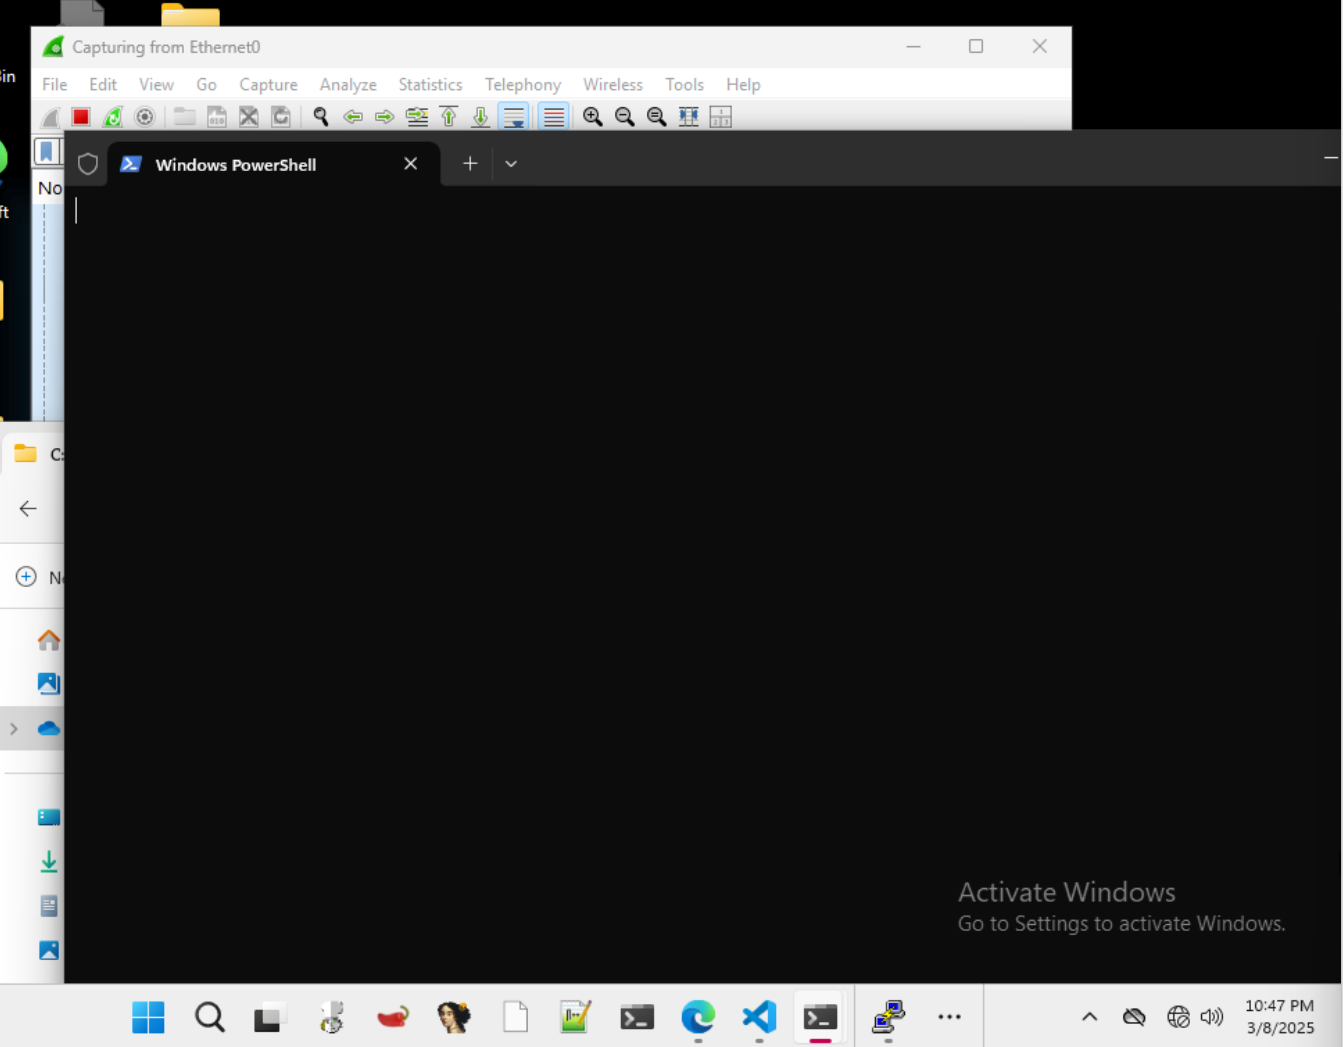 in
Capturing from Ethernet0
File Edit View Go Capture Analyze Statistics Telephony Wireless Tools Help
Windows PowerShell
No
ft
C:
No
Activate Windows
Go to Settings to activate Windows.
10:47 PM
3/8/2025